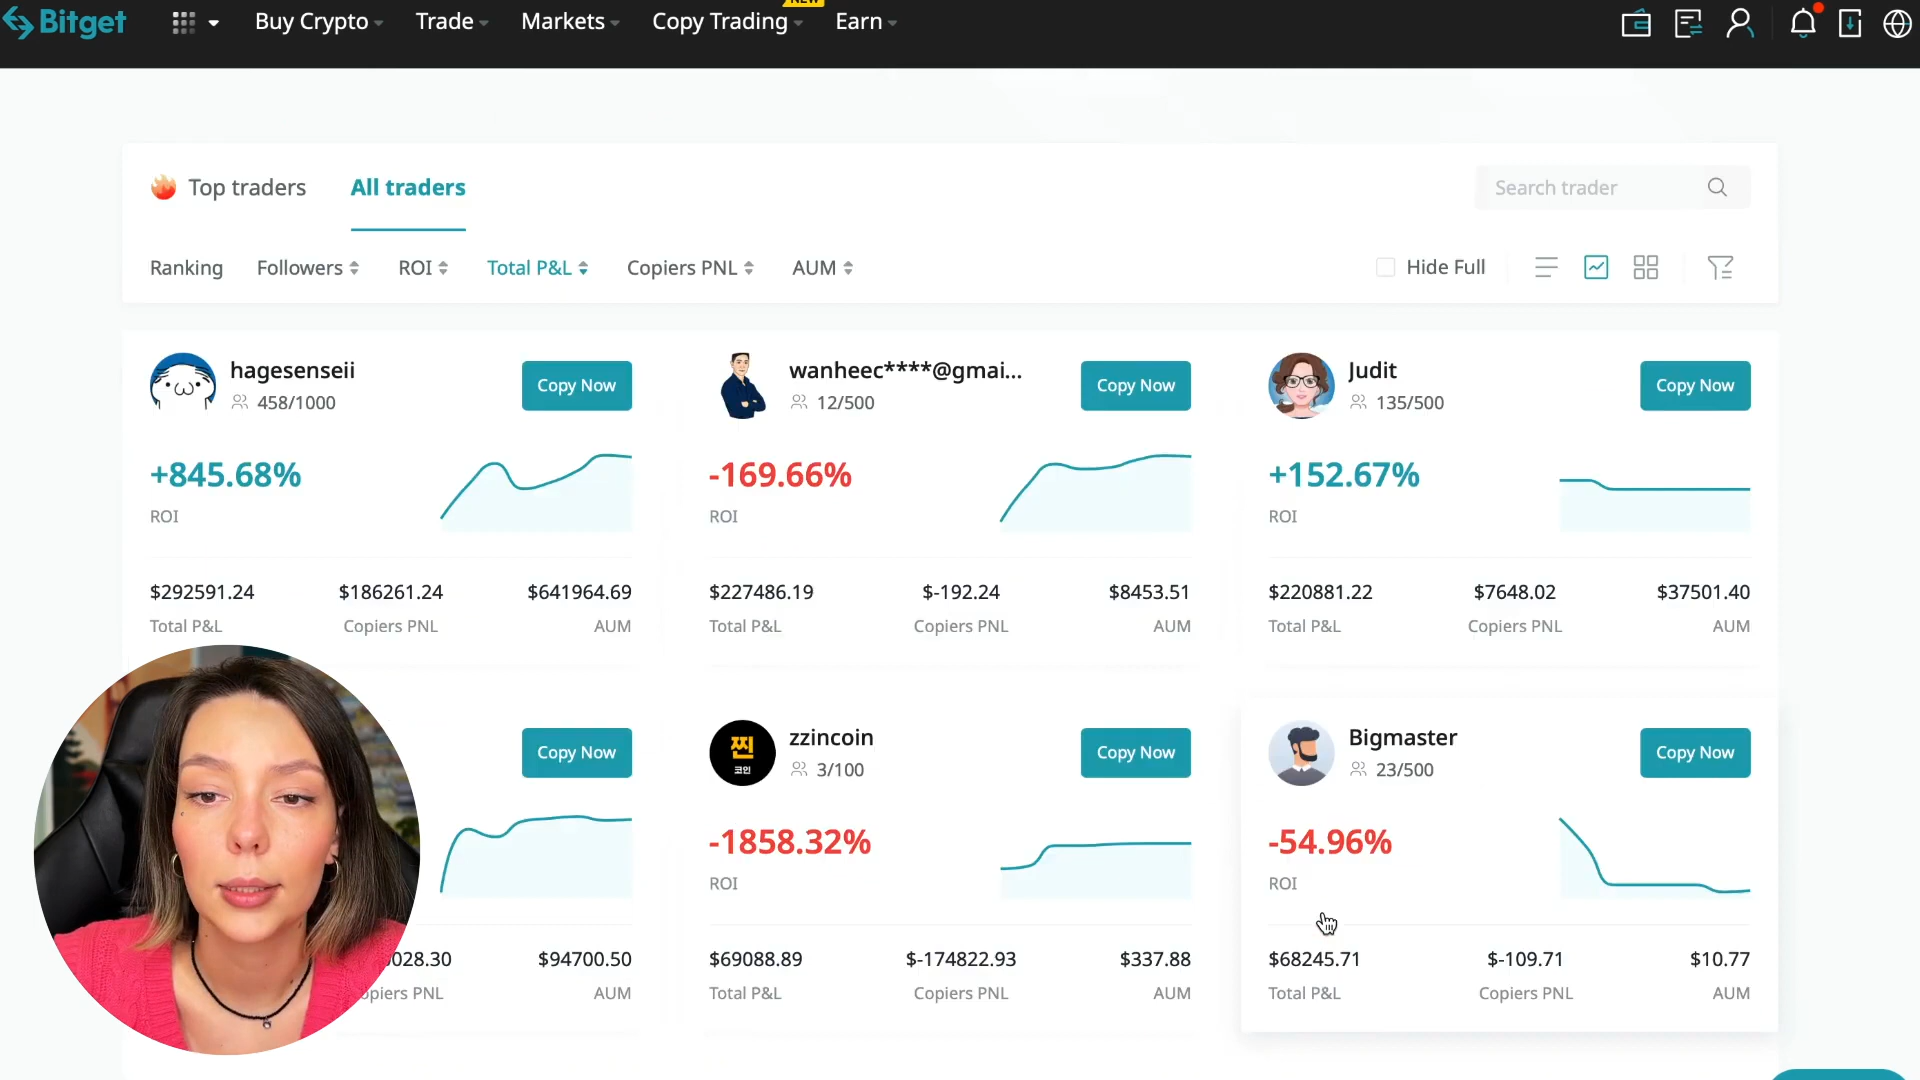 Bitget
Buy Crypto
Trade
Markets
Copy Trading
NEW
Earn
Top traders
All traders
Search trader
Ranking
Followers
ROI
Total P&L
Copiers PNL
AUM
Hide Full
hagesenseii
458/1000
Copy Now
+845.68%
ROI
$292591.24
$186261.24
$641964.69
Total P&L
Copiers PNL
AUM
wanheec****@gmai...
12/500
Copy Now
-169.66%
ROI
$227486.19
$-192.24
$8453.51
Total P&L
Copiers PNL
AUM
Judit
135/500
Copy Now
+152.67%
ROI
$220881.22
$7648.02
$37501.40
Total P&L
Copiers PNL
AUM
Copy Now
028.30
$94700.50
opiers PNL
AUM
찐
코인
zzincoin
3/100
Copy Now
-1858.32%
ROI
$69088.89
$-174822.93
$337.88
Total P&L
Copiers PNL
AUM
Bigmaster
23/500
Copy Now
-54.96%
ROI
$68245.71
$-109.71
$10.77
Total P&L
Copiers PNL
AUM